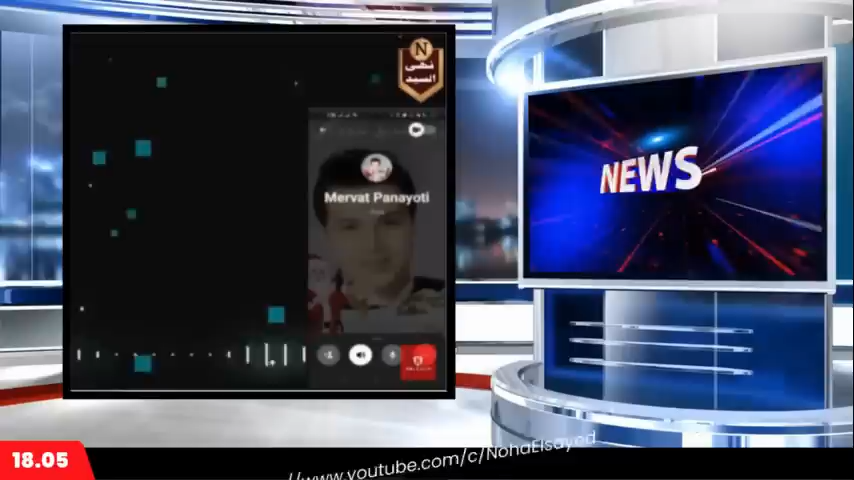 N
نهى
السيد
Mervat Panayoti
NEWS
18.05
//www.youtube.com/c/NohaElsayed